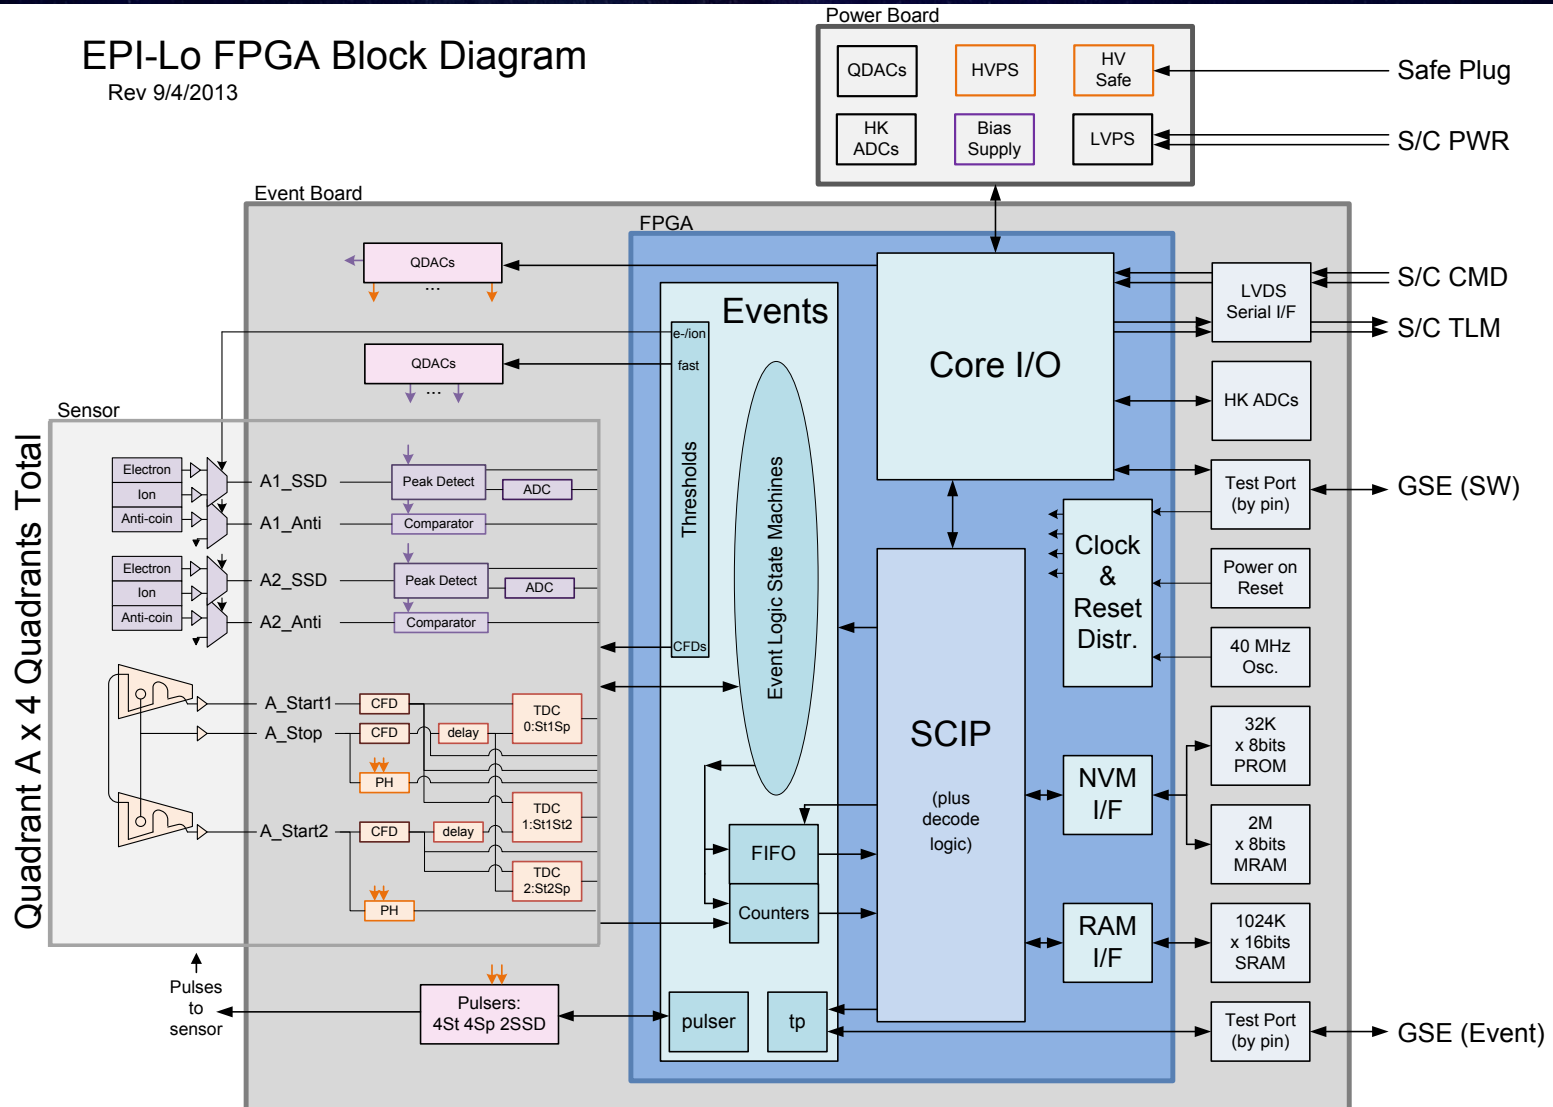 Power Board
EPI-Lo FPGA Block Diagram
Rev 9/4/2013
QDACs
HVPS
HV
Safe
Safe Plug
HK
ADCs
Bias
Supply
LVPS
S/C PWR
Event Board
FPGA
QDACs
...
Events
Core I/O
LVDS
Serial I/F
S/C CMD
S/C TLM
e-/ion
fast
QDACs
...
Thresholds
CFDs
Event Logic State Machines
HK ADCs
Sensor
Quadrant A x 4 Quadrants Total
Electron
Ion
Anti-coin
A1_SSD
Peak Detect
ADC
A1_Anti
Comparator
Electron
Ion
Anti-coin
A2_SSD
Peak Detect
ADC
A2_Anti
Comparator
Test Port
(by pin)
GSE (SW)
Clock
&
Reset
Distr.
Power on
Reset
40 MHz
Osc.
A_Start1
CFD
TDC
0:St1Sp
A_Stop
CFD
delay
PH
TDC
1:St1St2
A_Start2
CFD
delay
TDC
2:St2Sp
PH
SCIP
(plus
decode
logic)
NVM
I/F
32K
x 8bits
PROM
2M
x 8bits
MRAM
FIFO
Counters
RAM
I/F
1024K
x 16bits
SRAM
Pulses
to
sensor
Pulsers:
4St 4Sp 2SSD
pulser
tp
Test Port
(by pin)
GSE (Event)